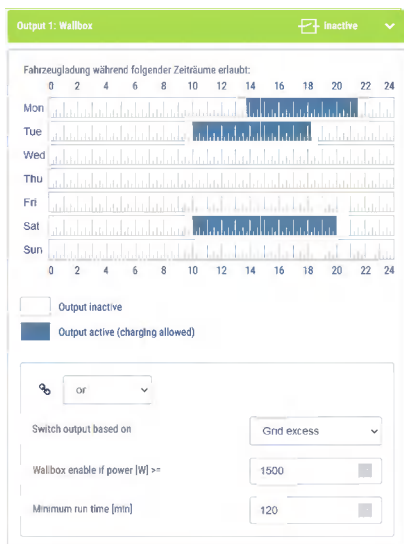 Output 1: Wallbox Inactive
Fahrzeugladung während folgender Zeiträume erlaubt:
0 2 4 6 8 10 12 14 16 18 20 22 24
Mon
Tue
Wed
Thu
Fri
Sat
Sun
0 2 4 6 8 10 12 14 16 18 20 22 24
Output inactive
Output active (charging allowed)
or
Switch output based on Grid excess
Wallbox enable if power [W] >= 1500
Minimum run time [min] 120